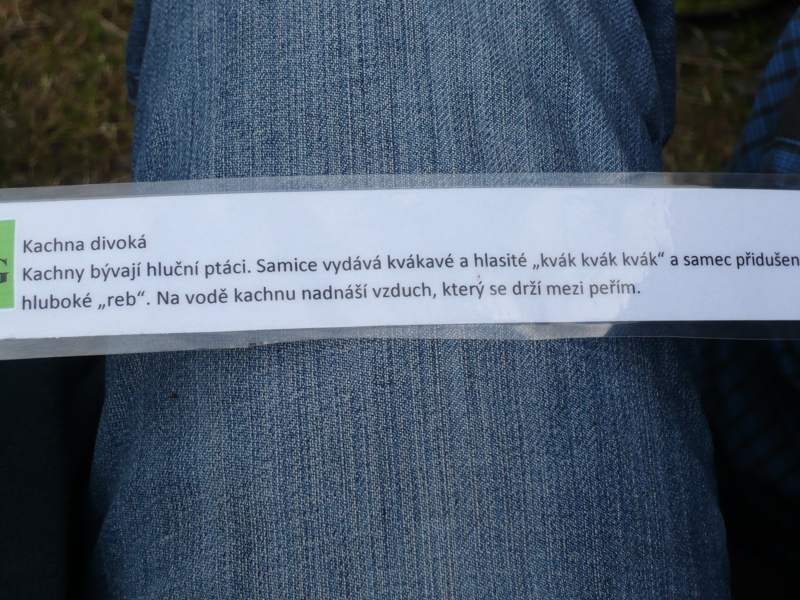 G
Kachna divoká
Kachny bývají hluční ptáci. Samice vydává kvákavé a hlasité „kvák kvák kvák“ a samec přidušen
hluboké „reb“. Na vodě kachnu nadnáší vzduch, který se drží mezi peřím.